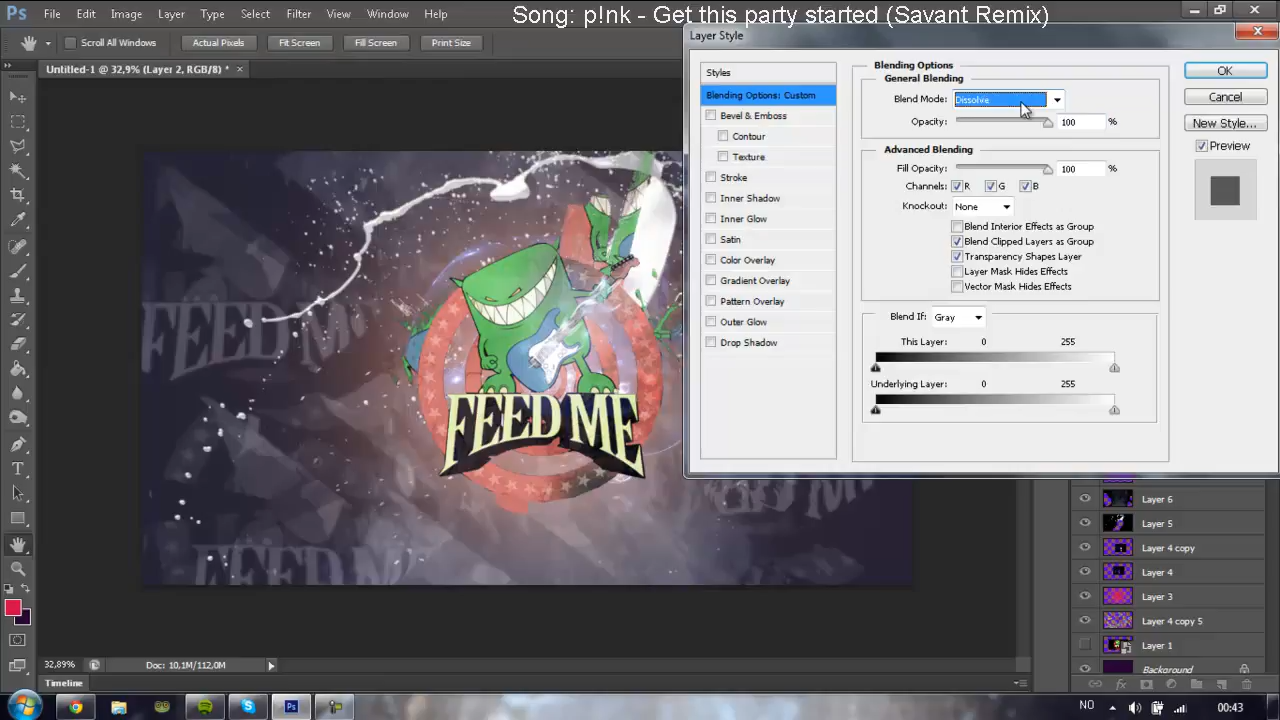 Song: p!nk - Get this party started (Savant Remix)
Ps File Edit Image Layer Type Select Filter View Window Help
Scroll All Windows Actual Pixels Fit Screen Fill Screen Print Size
Untitled-1 @ 32,9% (Layer 2, RGB/8) * ×
Layer Style
Styles
Blending Options: Custom
Bevel & Emboss
Contour
Texture
Stroke
Inner Shadow
Inner Glow
Satin
Color Overlay
Gradient Overlay
Pattern Overlay
Outer Glow
Drop Shadow
Blending Options
General Blending
Blend Mode: Dissolve
Opacity: 100 %
Advanced Blending
Fill Opacity: 100 %
Channels: R G B
Knockout: None
Blend Interior Effects as Group
Blend Clipped Layers as Group
Transparency Shapes Layer
Layer Mask Hides Effects
Vector Mask Hides Effects
Blend If: Gray
This Layer: 0 255
Underlying Layer: 0 255
OK
Cancel
New Style...
Preview
FEED ME
FEED ME
FEED ME
FEED ME
Layer 6
Layer 5
Layer 4 copy
Layer 4
Layer 3
Layer 4 copy 5
Layer 1
Background
32,89% Doc: 10,1M/112,0M
Timeline
NO 00:43